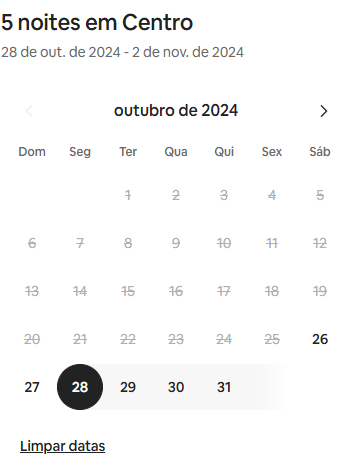 5 noites em Centro
28 de out. de 2024 - 2 de nov. de 2024
outubro de 2024
Dom Seg Ter Qua Qui Sex Sáb
1 2 3 4 5
6 7 8 9 10 11 12
13 14 15 16 17 18 19
20 21 22 23 24 25 26
27 28 29 30 31
Limpar datas